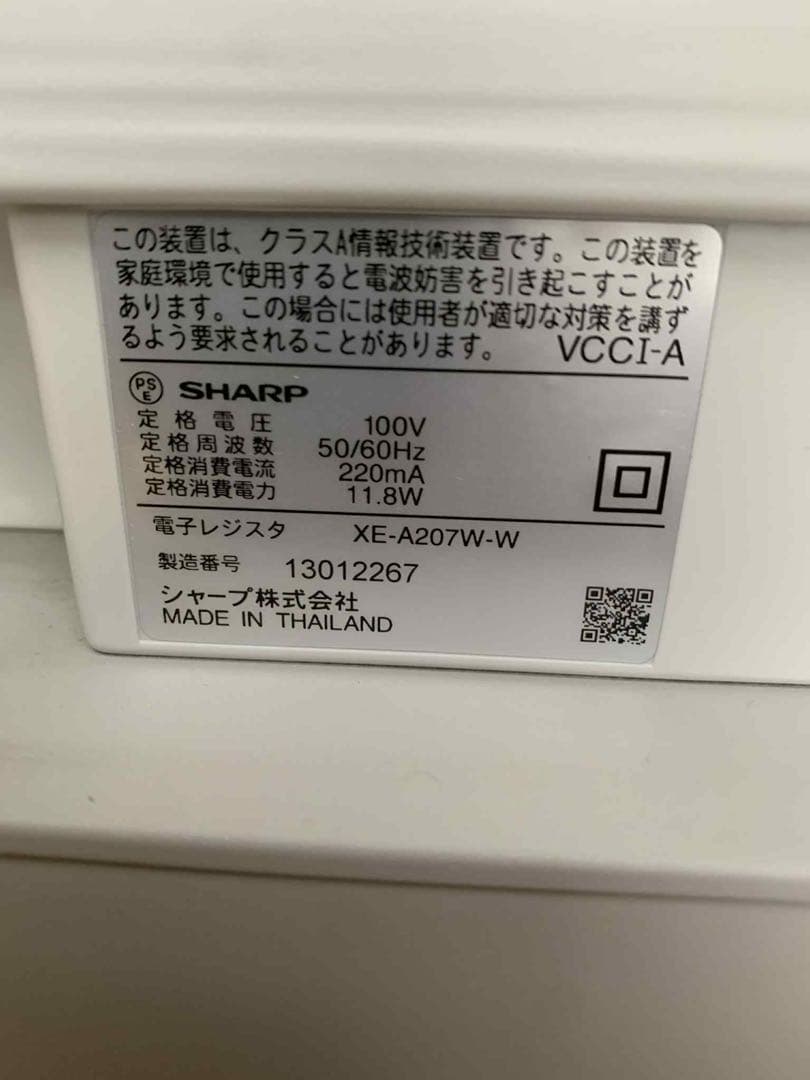 この装置は、クラスA情報技術装置です。この装置を
家庭環境で使用すると電波妨害を引き起こすことが
あります。この場合には使用者が適切な対策を講ず
るよう要求されることがあります。 VCCI-A
PSE SHARP
定格電圧 100V
定格周波数 50/60Hz
定格消費電流 220mA
定格消費電力 11.8W
電子レジスタ XE-A207W-W
製造番号 13012267
シャープ株式会社
MADE IN THAILAND